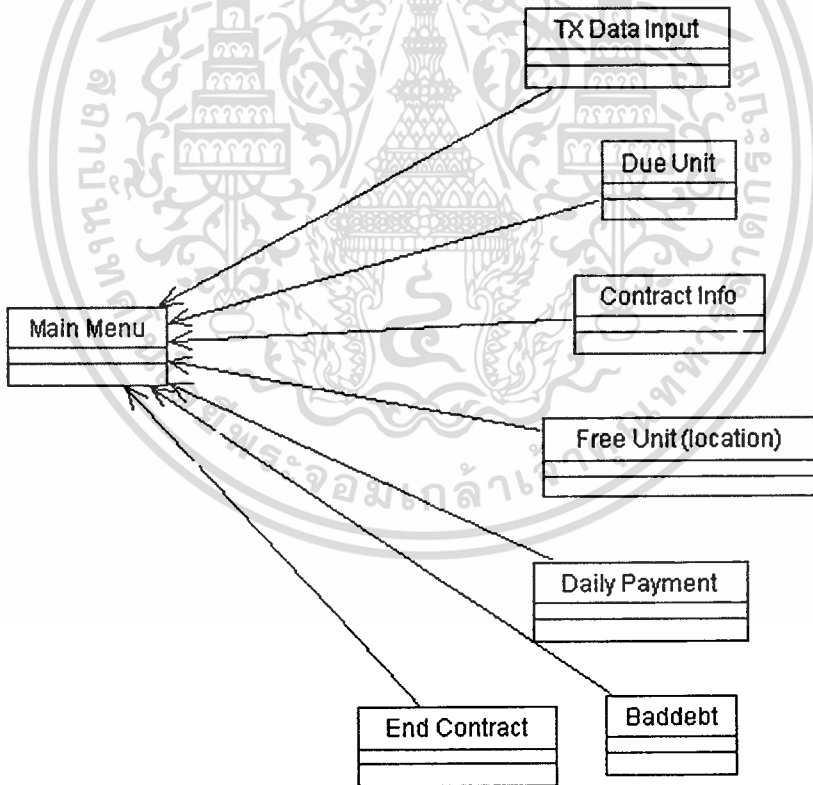 TX Data Input
Due Unit
Contract Info
Main Menu
Free Unit (location)
Daily Payment
End Contract
Baddebt